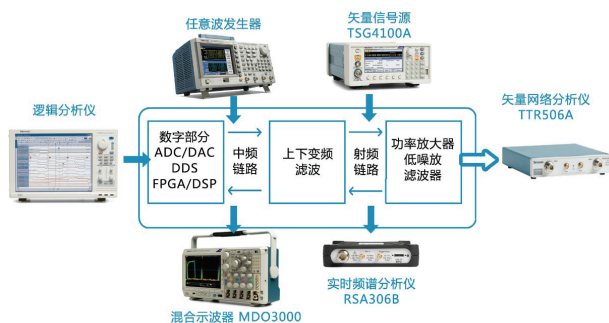 任意波发生器
矢量信号源
TSG4100A
逻辑分析仪
矢量网络分析仪
TTR506A
数字部分
ADC/DAC
DDS
FPGA/DSP
中频
链路
上下变频
滤波
射频
链路
功率放大器
低噪放
滤波器
混合示波器 MDO3000
实时频谱分析仪
RSA306B